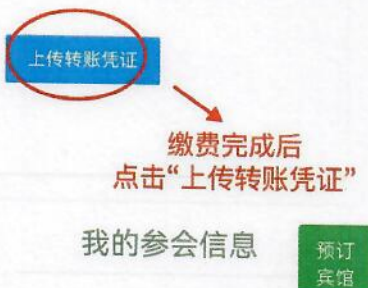 上传转账凭证
缴费完成后
点击“上传转账凭证”
我的参会信息
预订
宾馆